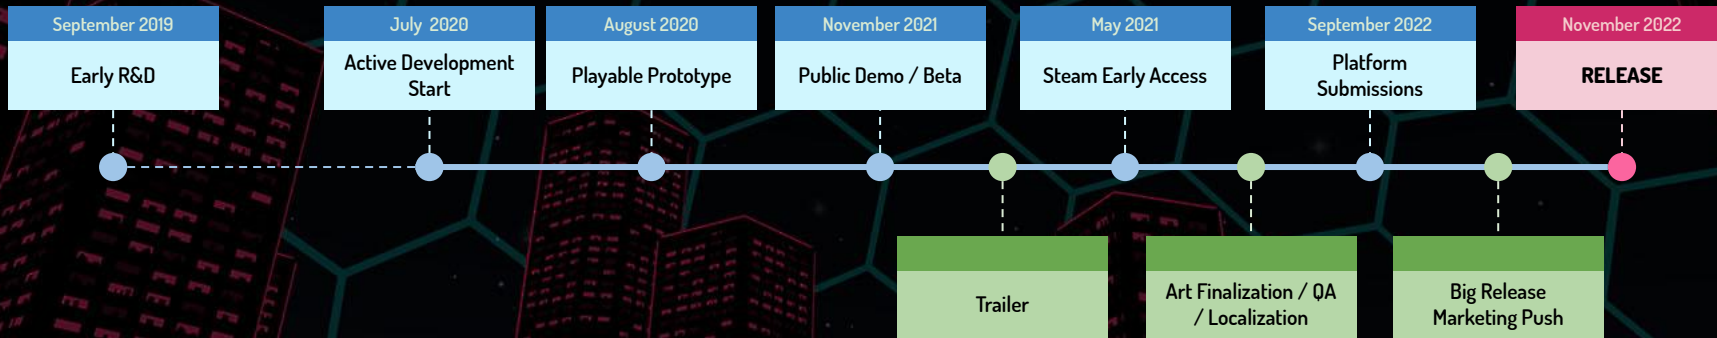 September 2019
Early R&D
July  2020
Active Development
Start
August 2020
Playable Prototype
November 2021
Public Demo / Beta
May 2021
Steam Early Access
September 2022
Platform
Submissions
November 2022
RELEASE
Trailer
Art Finalization / QA
/ Localization
Big Release
Marketing Push